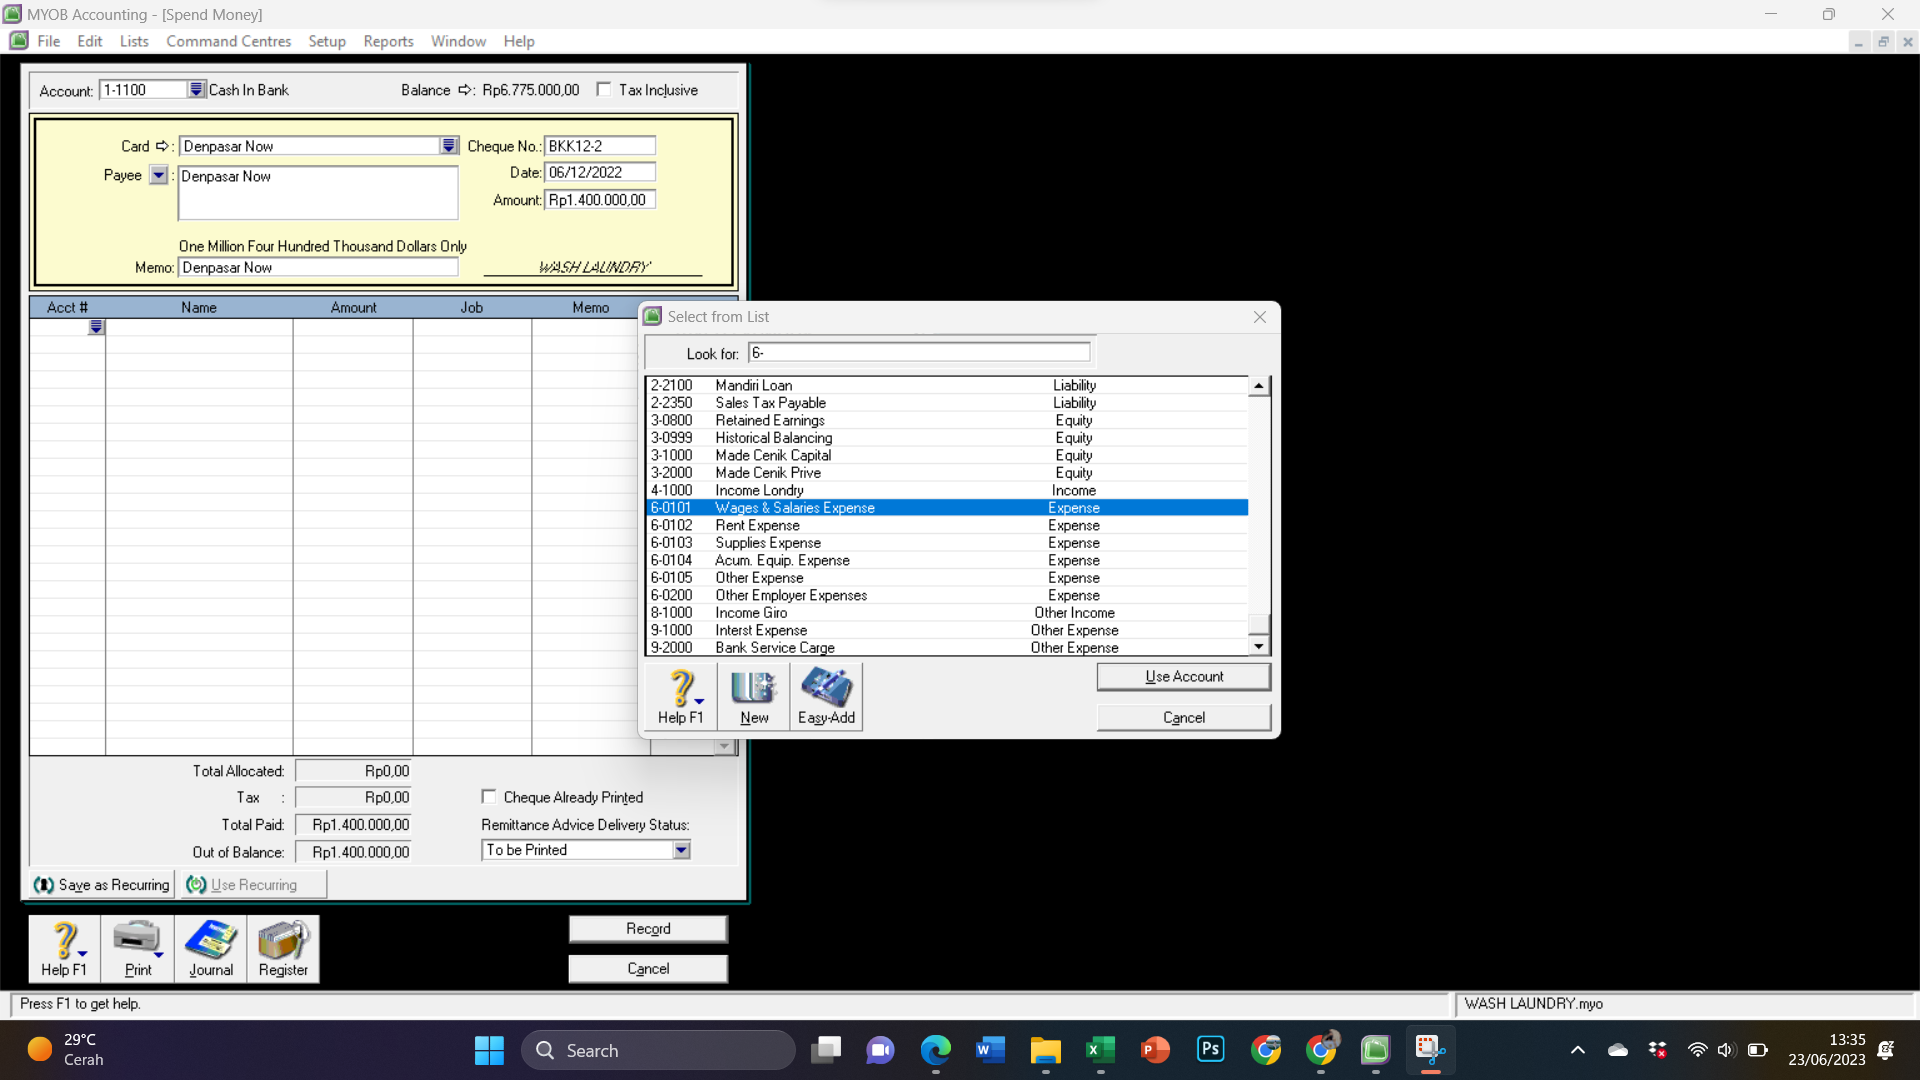 MYOB Accounting - [Spend Money]
File Edit Lists Command Centres Setup Reports Window Help
Account: 1-1100 Cash In Bank Balance : Rp6.775.000,00 Tax Inclusive
Card : Denpasar Now Cheque No.: BKK12-2
Payee : Denpasar Now Date: 06/12/2022
Amount: Rp1.400.000,00
One Million Four Hundred Thousand Dollars Only
Memo: Denpasar Now WASH LAUNDRY
Acct # Name Amount Job Memo
Select from List
Look for: 6-
2-2100 Mandiri Loan Liability
2-2350 Sales Tax Payable Liability
3-0800 Retained Earnings Equity
3-0999 Historical Balancing Equity
3-1000 Made Cenik Capital Equity
3-2000 Made Cenik Prive Equity
4-1000 Income Londry Income
6-0101 Wages & Salaries Expense Expense
6-0102 Rent Expense Expense
6-0103 Supplies Expense Expense
6-0104 Acum. Equip. Expense Expense
6-0105 Other Expense Expense
6-0200 Other Employer Expenses Expense
8-1000 Income Giro Other Income
9-1000 Interst Expense Other Expense
9-2000 Bank Service Carge Other Expense
Help F1 New Easy-Add Use Account
Cancel
Total Allocated: Rp0,00
Tax : Rp0,00 Cheque Already Printed
Total Paid: Rp1.400.000,00 Remittance Advice Delivery Status:
Out of Balance: Rp1.400.000,00 To be Printed
Save as Recurring Use Recurring
Help F1 Print Journal Register Record
Cancel
Press F1 to get help. WASH LAUNDRY.myo
29°C
Cerah
Search
13:35
23/06/2023